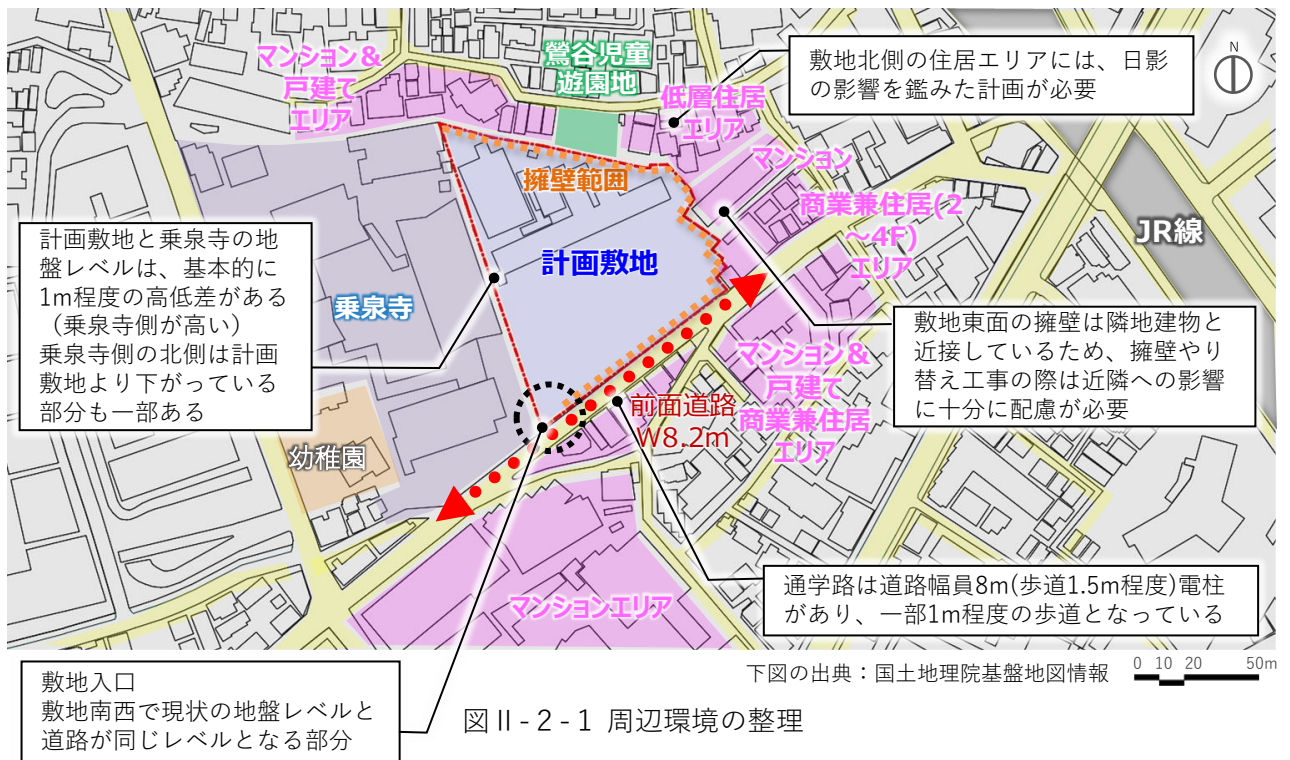 マンション＆
戸建て
エリア
鶯谷児童
遊園地
低層住居
エリア
敷地北側の住居エリアには、日影
の影響を鑑みた計画が必要
N
マンション
擁壁範囲
商業兼住居(2
～4F)
エリア
JR線
計画敷地と乗泉寺の地
盤レベルは、基本的に
1m程度の高低差がある
（乗泉寺側が高い）
乗泉寺側の北側は計画
敷地より下がっている
部分も一部ある
計画敷地
乗泉寺
敷地東面の擁壁は隣地建物と
近接しているため、擁壁やり
替え工事の際は近隣への影響
に十分に配慮が必要
マンション＆
戸建て
商業兼住居
エリア
前面道路
W8.2m
幼稚園
通学路は道路幅員8m(歩道1.5m程度)電柱
があり、一部1m程度の歩道となっている
マンションエリア
下図の出典：国土地理院基盤地図情報
0 10 20 50m
敷地入口
敷地南西で現状の地盤レベルと
道路が同じレベルとなる部分
図Ⅱ-2-1 周辺環境の整理